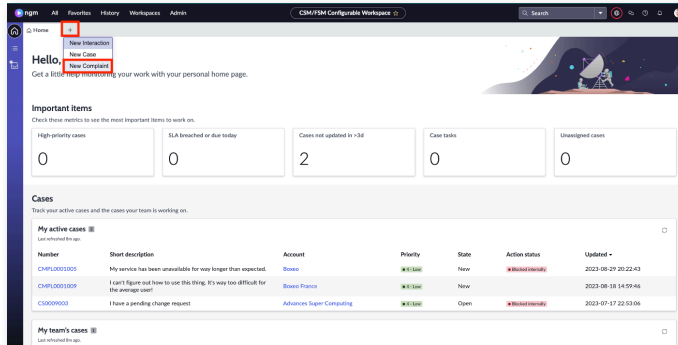 ngm All Favorites History Workspaces Admin CSM/FSM Configurable Workspace Search
Home +
New Interaction
New Case
New Complaint
Hello,
Get a little help monitoring your work with your personal home page.
Important items
Check these metrics to see the most important items to work on.
High-priority cases SLA breached or due today Cases not updated in >3d Case tasks Unassigned cases
0 0 2 0 0
Cases
Track your active cases and the cases your team is working on.
My active cases
Last refreshed 8m ago.
Number Short description Account Priority State Action status Updated
CMPL0001005 My service has been unavailable for way longer than expected. Boxeo 4 - Low New Blocked internally 2023-08-29 20:22:43
CMPL0001009 I can't figure out how to use this thing. It's way too difficult for the average user! Boxeo France 4 - Low New 2023-08-18 14:59:46
CS0009003 I have a pending change request Advances Super Computing 4 - Low Open Blocked internally 2023-07-17 22:53:06
My team's cases
Last refreshed 8m ago.